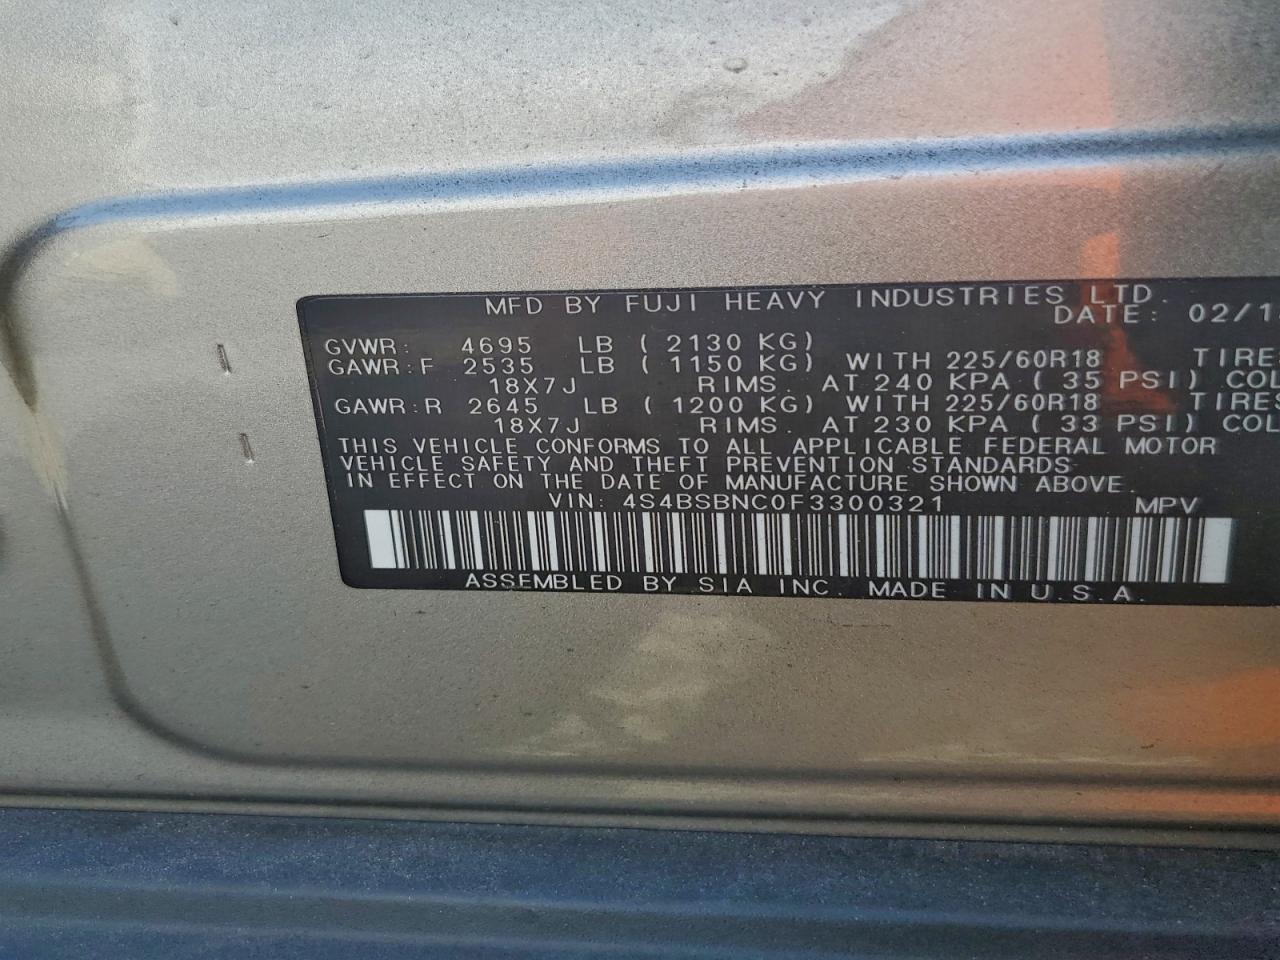 MFD BY FUJI HEAVY INDUSTRIES LTD.
DATE: 02/1
GVWR: 4695 LB ( 2130 KG)
GAWR:F 2535 LB ( 1150 KG) WITH 225/60R18 TIRE
18X7J RIMS. AT 240 KPA ( 35 PSI) COL
GAWR:R 2645 LB ( 1200 KG) WITH 225/60R18 TIRES
18X7J RIMS. AT 230 KPA ( 33 PSI) COL
THIS VEHICLE CONFORMS TO ALL APPLICABLE FEDERAL MOTOR
VEHICLE SAFETY AND THEFT PREVENTION STANDARDS
IN EFFECT ON THE DATE OF MANUFACTURE SHOWN ABOVE.
VIN: 4S4BSBNC0F3300321 MPV
ASSEMBLED BY SIA INC. MADE IN U.S.A.